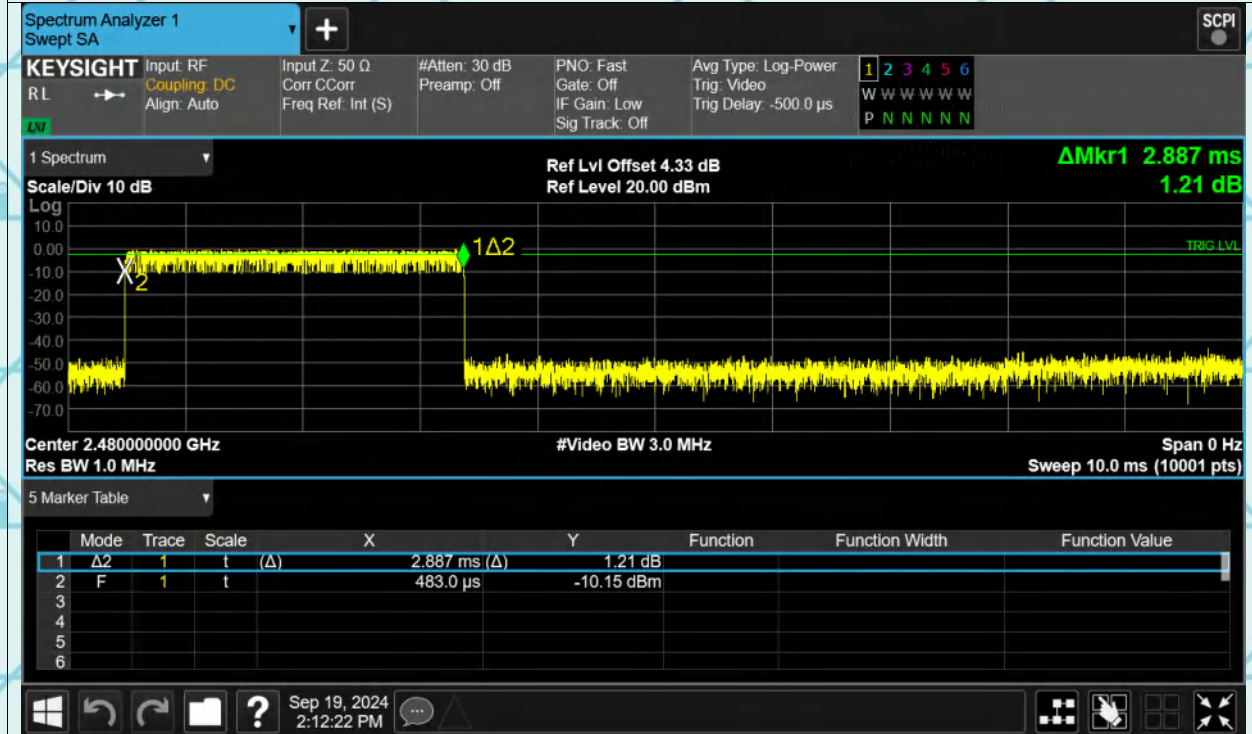 Spectrum Analyzer 1
Swept SA
+
SCPI
KEYSIGHT Input: RF Input Z: 50 Ω #Atten: 30 dB PNO: Fast Avg Type: Log-Power 1 2 3 4 5 6
RL Coupling: DC Corr CCorr Preamp: Off Gate: Off Trig: Video W W W W W W
Align: Auto Freq Ref: Int (S) IF Gain: Low Trig Delay: -500.0 µs P N N N N N
LXI Sig Track: Off
1 Spectrum Ref Lvl Offset 4.33 dB ΔMkr1 2.887 ms
Scale/Div 10 dB Ref Level 20.00 dBm 1.21 dB
Log
10.0
0.00 1Δ2 TRIG LVL
-10.0 X2
-20.0
-30.0
-40.0
-50.0
-60.0
-70.0
Center 2.480000000 GHz #Video BW 3.0 MHz Span 0 Hz
Res BW 1.0 MHz Sweep 10.0 ms (10001 pts)
5 Marker Table
Mode Trace Scale X Y Function Function Width Function Value
1 Δ2 1 t (Δ) 2.887 ms (Δ) 1.21 dB
2 F 1 t 483.0 µs -10.15 dBm
3
4
5
6
? Sep 19, 2024
2:12:22 PM